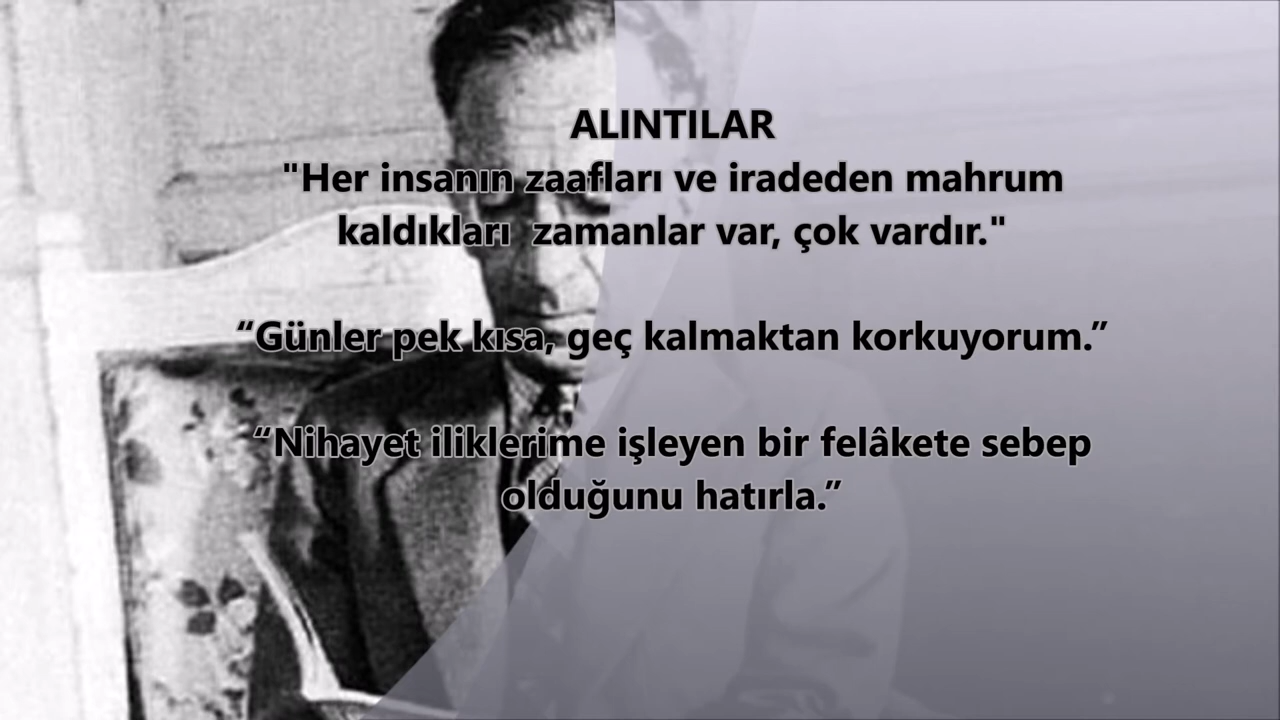 ALINTILAR
"Her insanın zaafları ve iradeden mahrum
kaldıkları  zamanlar var, çok vardır."
“Günler pek kısa, geç kalmaktan korkuyorum.”
“Nihayet iliklerime işleyen bir felâkete sebep
olduğunu hatırla.”